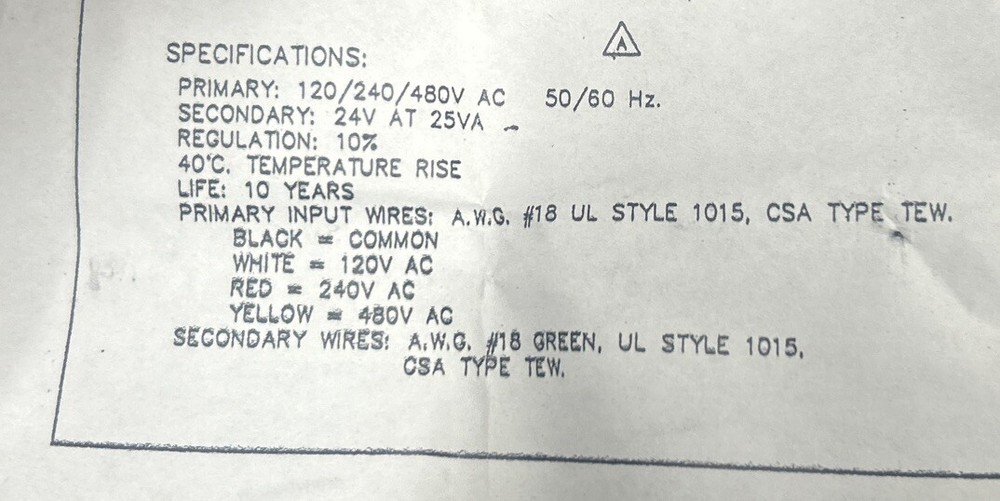 A
SPECIFICATIONS:
PRIMARY: 120/240/480V AC 50/60 Hz.
SECONDARY: 24V AT 25VA
REGULATION: 10%
40°C. TEMPERATURE RISE
LIFE: 10 YEARS
PRIMARY INPUT WIRES: A.W.G. #18 UL STYLE 1015, CSA TYPE TEW.
BLACK = COMMON
WHITE = 120V AC
RED = 240V AC
YELLOW = 480V AC
SECONDARY WIRES: A.W.G. #18 GREEN, UL STYLE 1015,
CSA TYPE TEW.